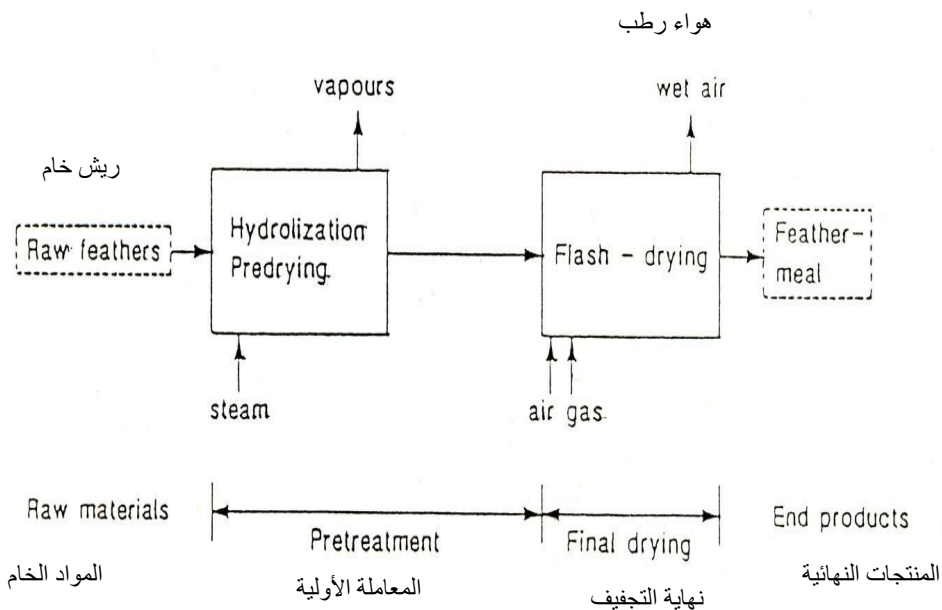 هواء رطب
vapours
wet air
ريش خام
Raw feathers
Hydrolization
Predrying.
Flash - drying
Feather-
meal
steam
air gas
Raw materials
Pretreatment
Final drying
End products
المواد الخام
المعاملة الأولية
نهاية التجفيف
المنتجات النهائية